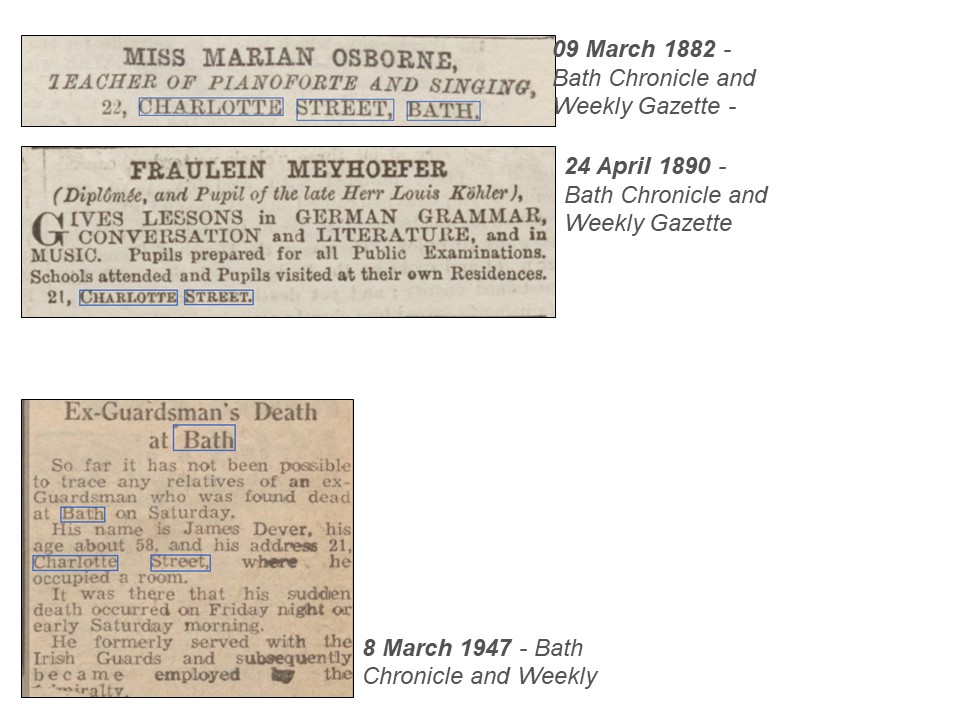 MISS MARIAN OSBORNE,
TEACHER OF PIANOFORTE AND SINGING,
22, CHARLOTTE STREET, BATH.
09 March 1882 -
Bath Chronicle and
Weekly Gazette -
FRAULEIN MEYHOEFER
(Diplômée, and Pupil of the late Herr Louis Köhler),
GIVES LESSONS in GERMAN GRAMMAR,
CONVERSATION and LITERATURE, and in
MUSIC. Pupils prepared for all Public Examinations.
Schools attended and Pupils visited at their own Residences.
21, CHARLOTTE STREET.
24 April 1890 -
Bath Chronicle and
Weekly Gazette
Ex-Guardsman's Death
at Bath
So far it has not been possible
to trace any relatives of an ex-
Guardsman who was found dead
at Bath on Saturday.
His name is James Dever, his
age about 58, and his address 21,
Charlotte Street, where he
occupied a room.
It was there that his sudden
death occurred on Friday night or
early Saturday morning.
He formerly served with the
Irish Guards and subsequently
became employed by the
8 March 1947 - Bath
Chronicle and Weekly